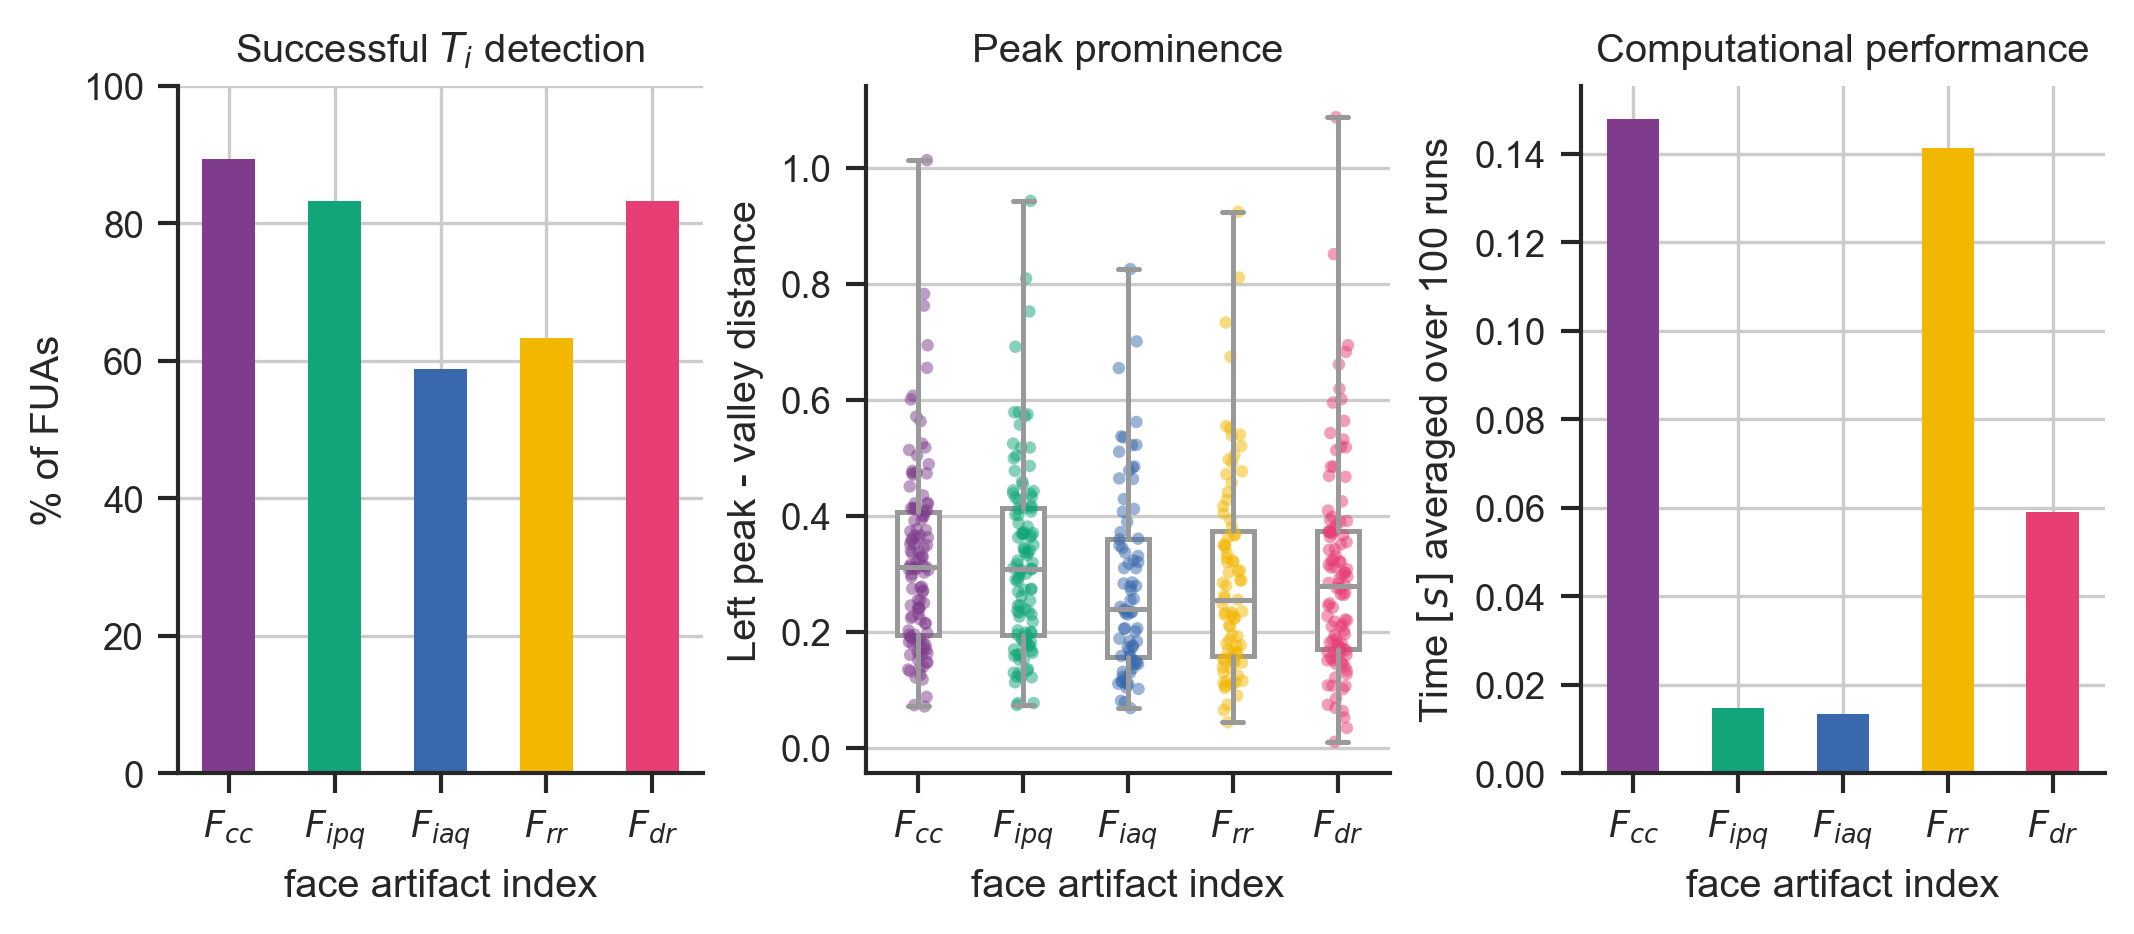 Successful T_i detection
100
80
60
40
20
0
% of FUAs
F_cc F_ipq F_iaq F_rr F_dr
face artifact index
Peak prominence
1.0
0.8
0.6
0.4
0.2
0.0
Left peak - valley distance
F_cc F_ipq F_iaq F_rr F_dr
face artifact index
Computational performance
0.14
0.12
0.10
0.08
0.06
0.04
0.02
0.00
Time [s] averaged over 100 runs
F_cc F_ipq F_iaq F_rr F_dr
face artifact index